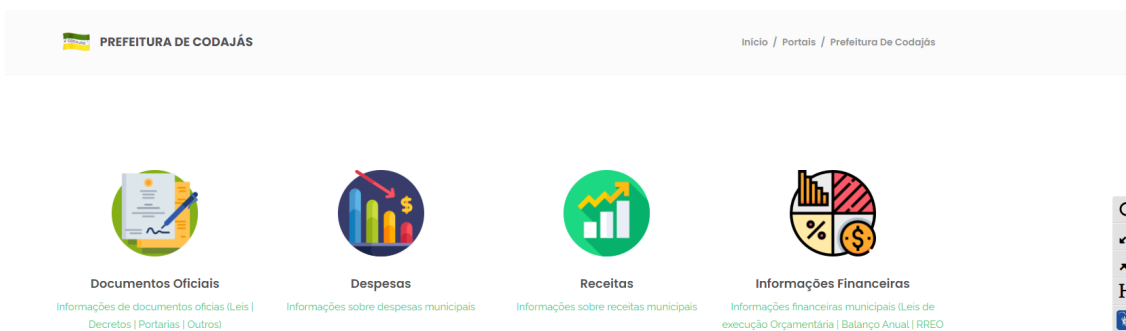 PREFEITURA DE CODAJÁS
Início / Portais / Prefeitura De Codajás
Documentos Oficiais
Informações de documentos oficias (Leis |
Decretos | Portarias | Outros)
Despesas
Informações sobre despesas municipais
Receitas
Informações sobre receitas municipais
Informações Financeiras
Informações financeiras municipais (Leis de
execução Orçamentária | Balanço Anual | RREO